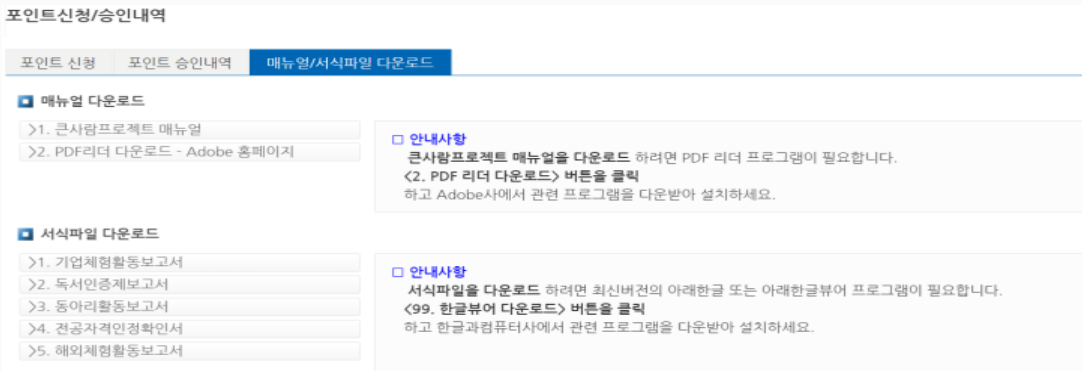 포인트신청/승인내역
포인트 신청 포인트 승인내역 매뉴얼/서식파일 다운로드
매뉴얼 다운로드
>1. 큰사람프로젝트 매뉴얼
>2. PDF리더 다운로드 - Adobe 홈페이지
□ 안내사항
큰사람프로젝트 매뉴얼을 다운로드 하려면 PDF 리더 프로그램이 필요합니다.
<2. PDF 리더 다운로드> 버튼을 클릭
하고 Adobe사에서 관련 프로그램을 다운받아 설치하세요.
서식파일 다운로드
>1. 기업체험활동보고서
>2. 독서인증제보고서
>3. 동아리활동보고서
>4. 전공자격인정확인서
>5. 해외체험활동보고서
□ 안내사항
서식파일을 다운로드 하려면 최신버전의 아래한글 또는 아래한글뷰어 프로그램이 필요합니다.
<99. 한글뷰어 다운로드> 버튼을 클릭
하고 한글과컴퓨터사에서 관련 프로그램을 다운받아 설치하세요.